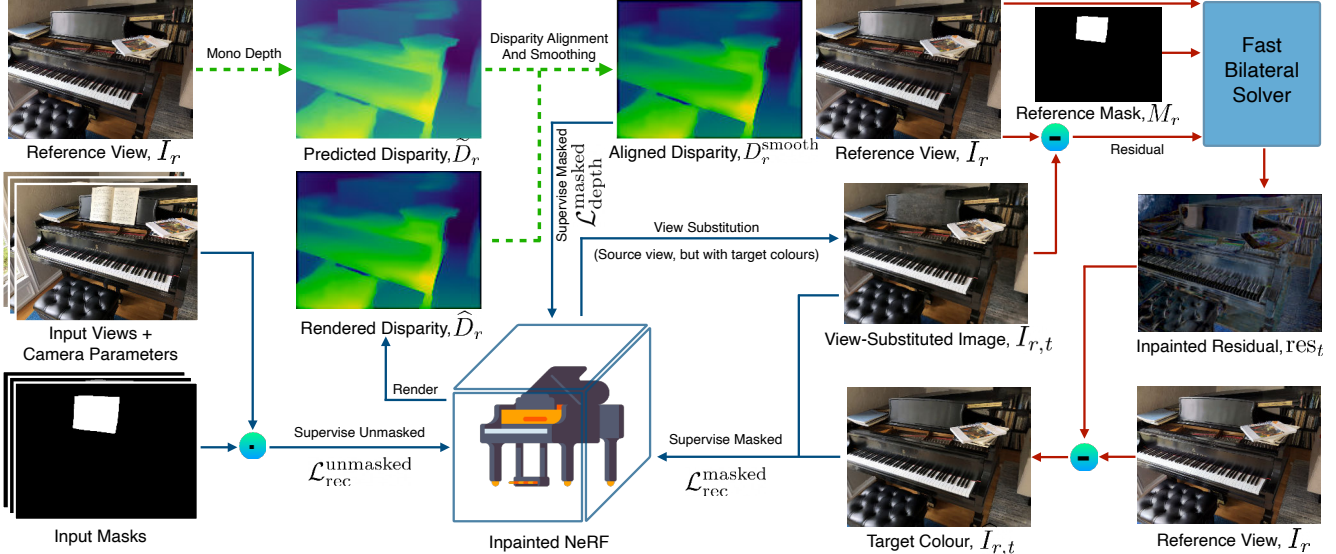 Mono Depth
Disparity Alignment
And Smoothing
Fast
Bilateral
Solver
Reference View, I_r
Predicted Disparity, D̃_r
Aligned Disparity, D_r^smooth
Reference View, I_r
Reference Mask, M_r
Residual
Supervise Masked
L_depth^masked
View Substitution
(Source view, but with target colours)
Input Views +
Camera Parameters
Rendered Disparity, D̂_r
View-Substituted Image, I_{r,t}
Inpainted Residual, res_t
Render
Supervise Unmasked
L_rec^unmasked
Supervise Masked
L_rec^masked
Input Masks
Inpainted NeRF
Target Colour, I_{r,t}
Reference View, I_r